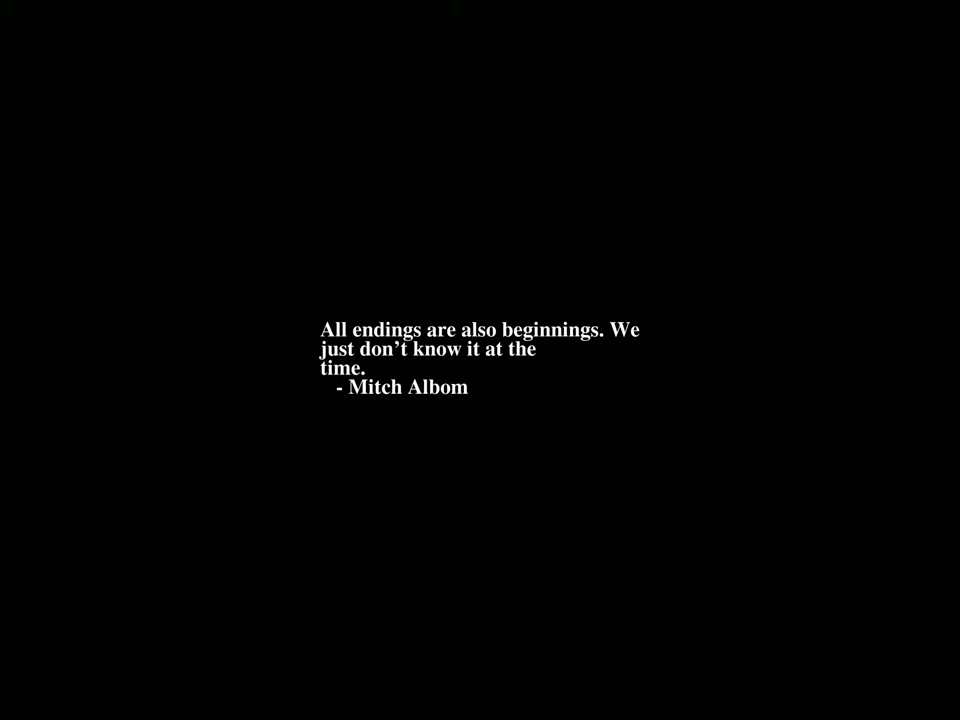 All endings are also beginnings. We
just don’t know it at the
time.
- Mitch Albom